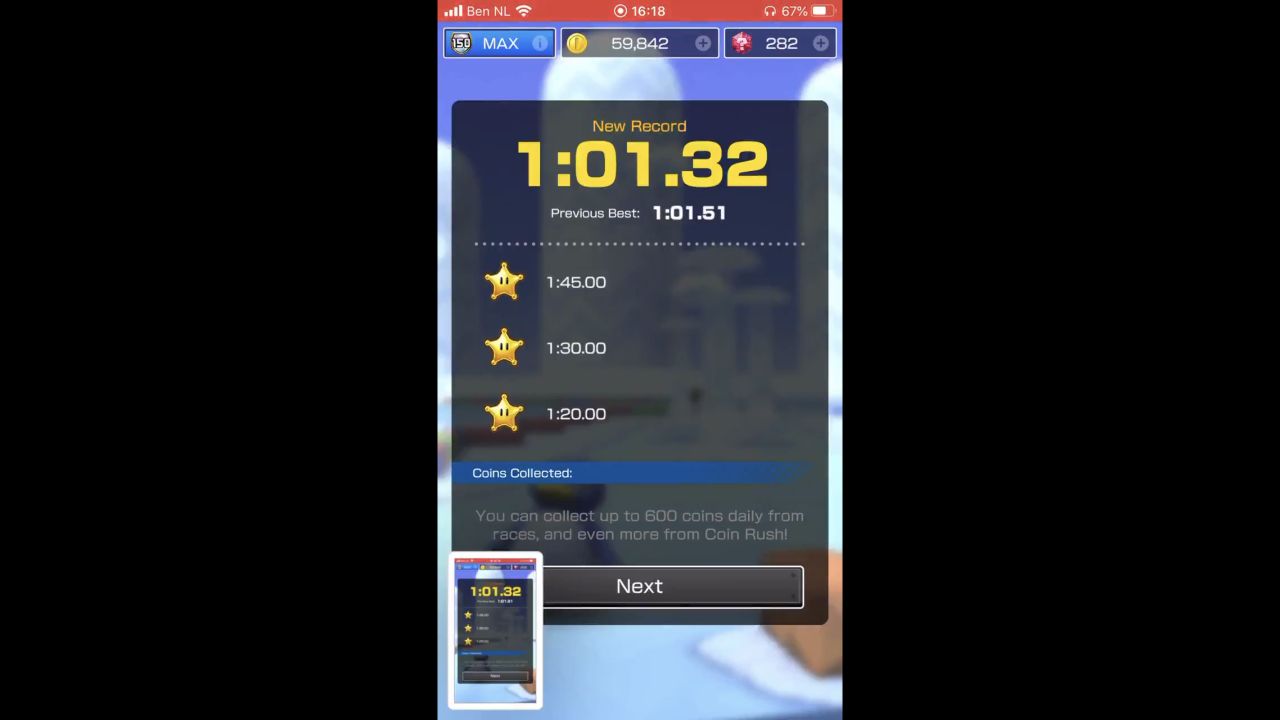 Ben NL 16:18 67%
150 MAX i 59,842 + 282 +
New Record
1:01.32
Previous Best: 1:01.51
1:45.00
1:30.00
1:20.00
Coins Collected:
You can collect up to 600 coins daily from
races, and even more from Coin Rush!
Next
1:01.32